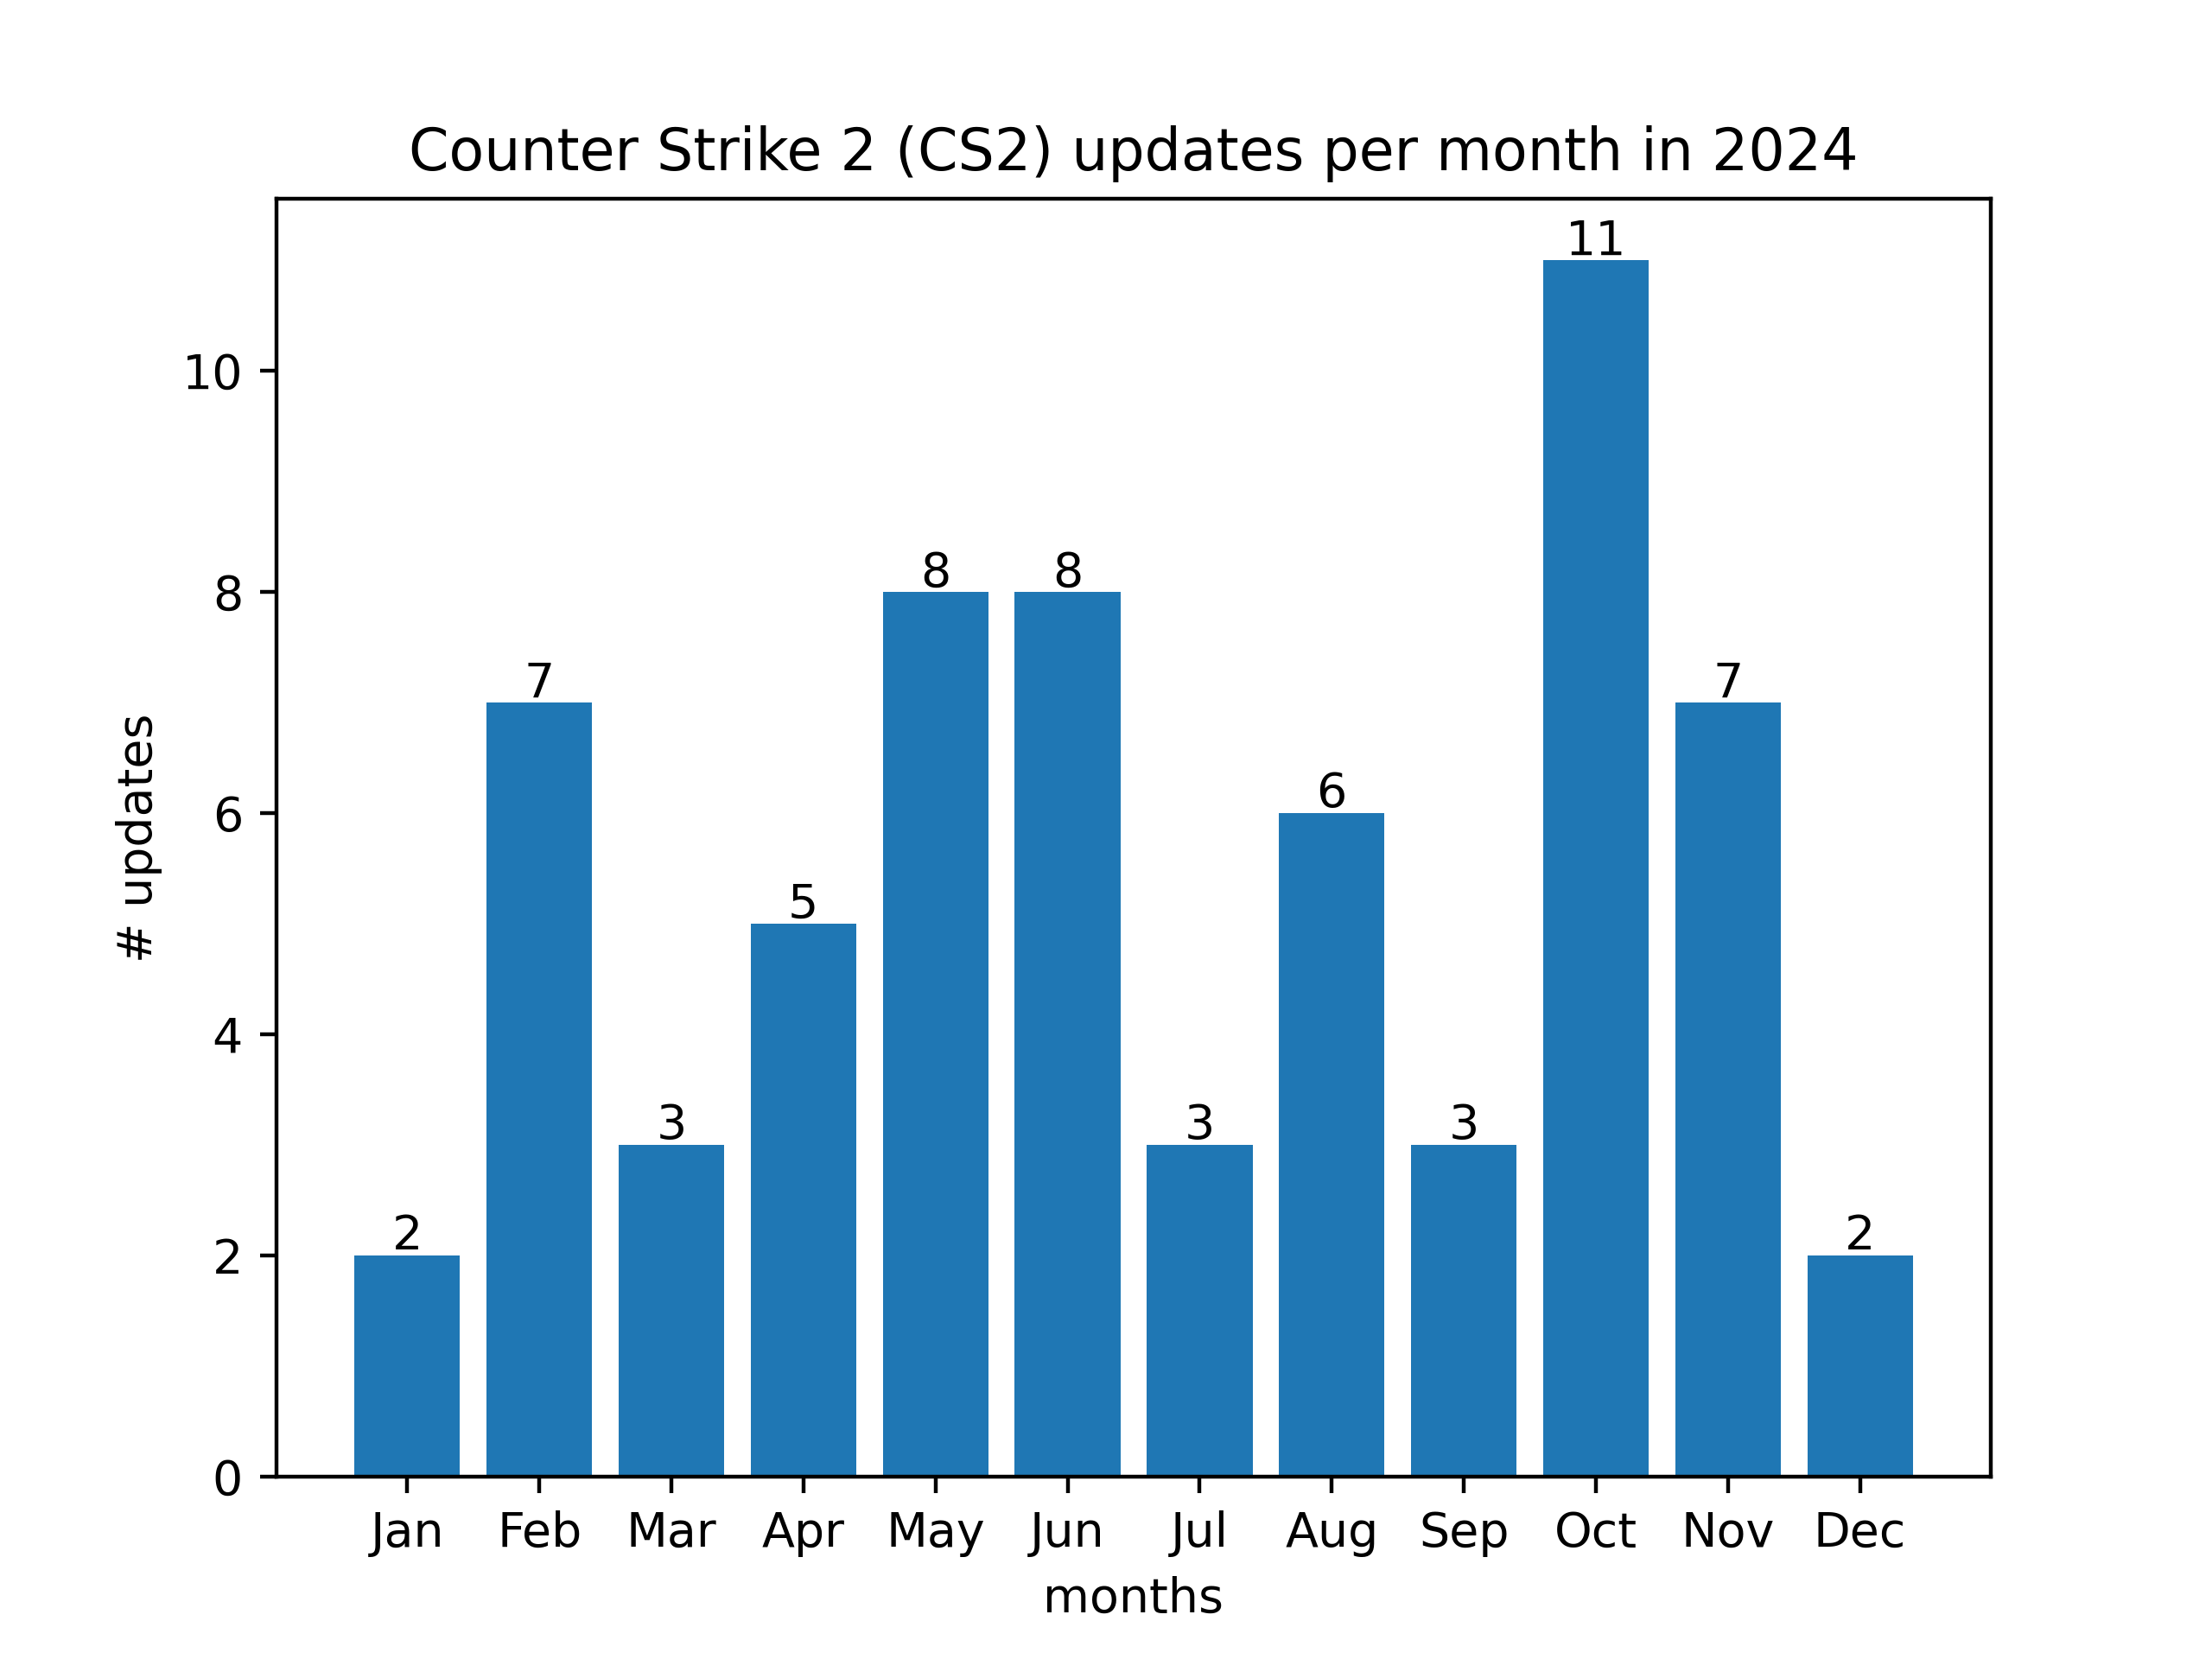 Counter Strike 2 (CS2) updates per month in 2024
11
10
8 8
8
7 7
# updates
6
6
5
4
3 3 3
2 2
2
0
Jan Feb Mar Apr May Jun Jul Aug Sep Oct Nov Dec
months